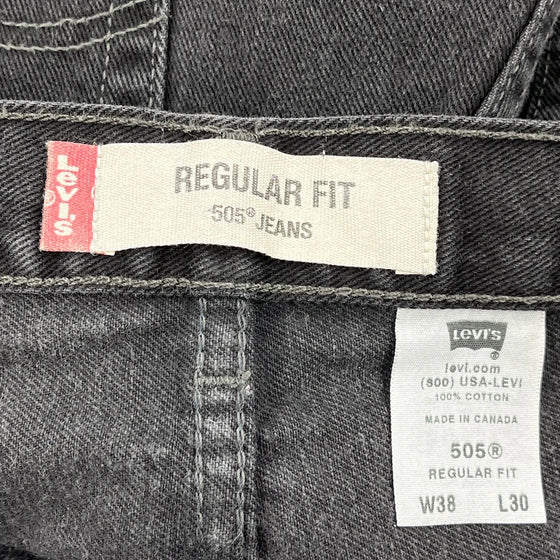 Levi's
®
REGULAR FIT
505® JEANS
Levi's
®
levi.com
(800) USA-LEVI
100% COTTON
MADE IN CANADA
505®
REGULAR FIT
W38 L30